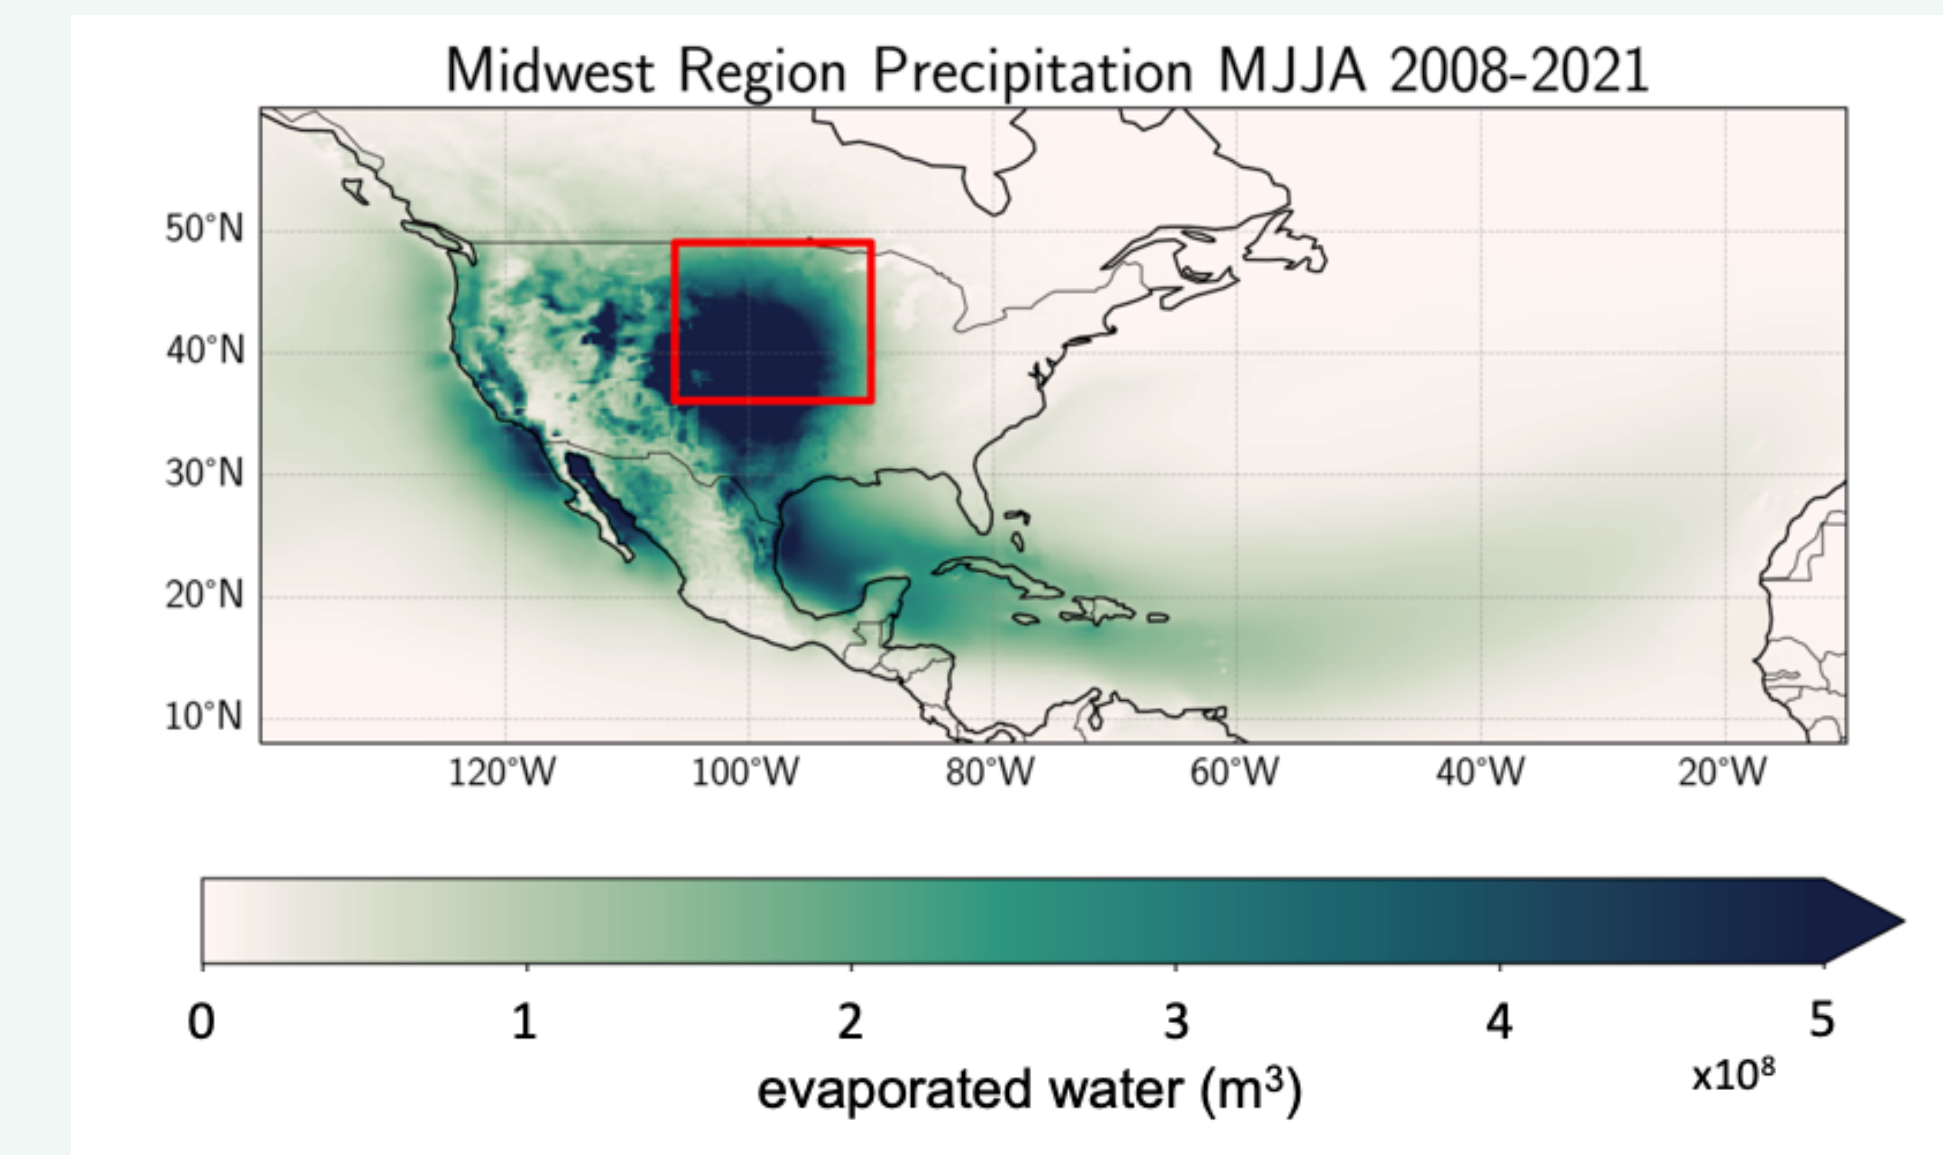 Midwest Region Precipitation MJJA 2008-2021
50°N
40°N
30°N
20°N
10°N
120°W 100°W 80°W 60°W 40°W 20°W
0 1 2 3 4 5
x10⁸
evaporated water (m³)